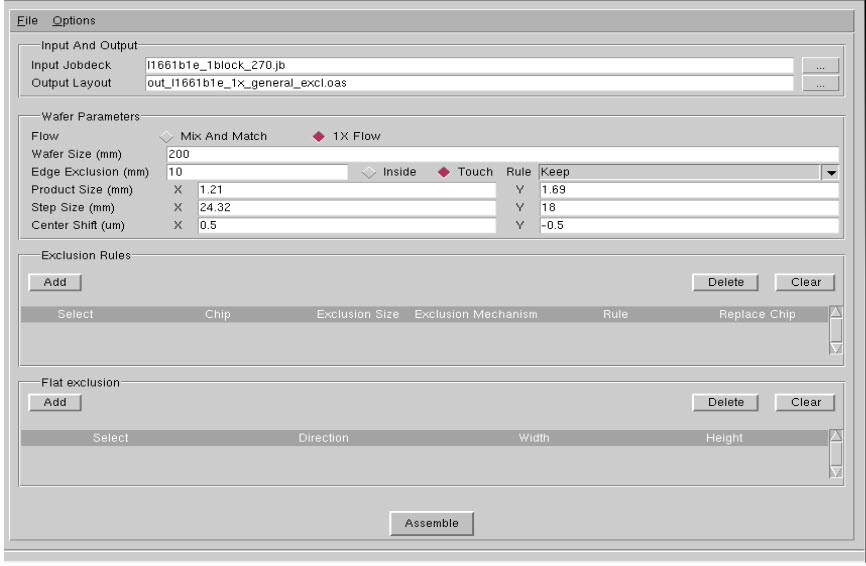 File Options
Input And Output
Input Jobdeck l1661b1e_1block_270.jb ...
Output Layout out_l1661b1e_1x_general_excl.oas ...
Wafer Parameters
Flow Mix And Match 1X Flow
Wafer Size (mm) 200
Edge Exclusion (mm) 10 Inside Touch Rule Keep
Product Size (mm) X 1.21 Y 1.69
Step Size (mm) X 24.32 Y 18
Center Shift (um) X 0.5 Y -0.5
Exclusion Rules
Add Delete Clear
Select Chip Exclusion Size Exclusion Mechanism Rule Replace Chip
Flat exclusion
Add Delete Clear
Select Direction Width Height
Assemble